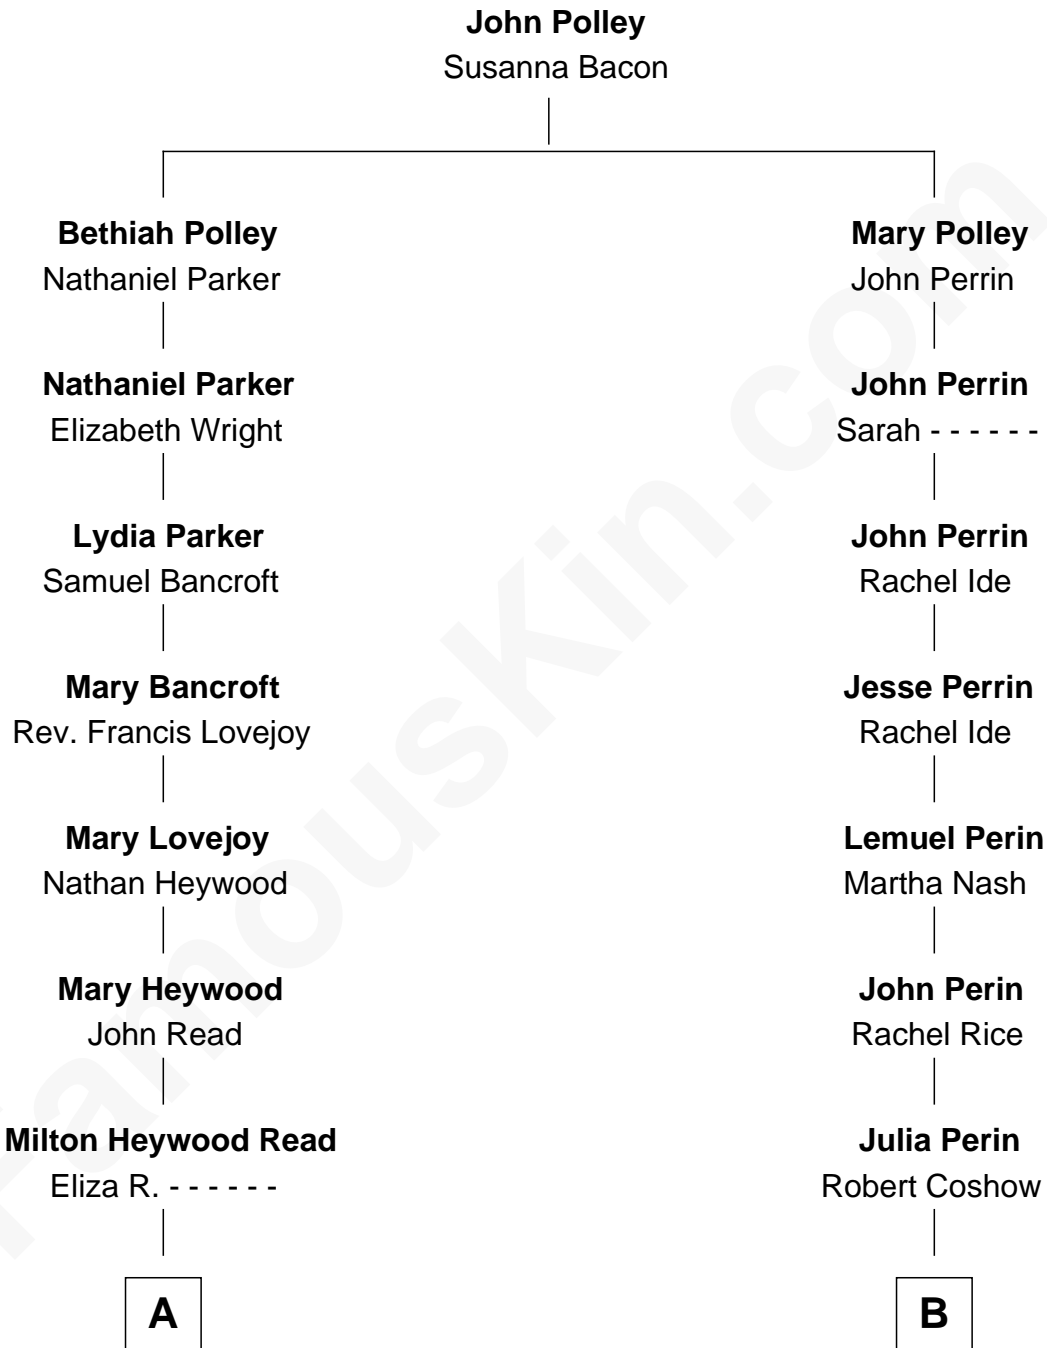 John Polley
Susanna Bacon
Bethiah Polley
Nathaniel Parker
Mary Polley
John Perrin
Nathaniel Parker
Elizabeth Wright
John Perrin
Sarah - - - - - -
Lydia Parker
Samuel Bancroft
John Perrin
Rachel Ide
Mary Bancroft
Rev. Francis Lovejoy
Jesse Perrin
Rachel Ide
Mary Lovejoy
Nathan Heywood
Lemuel Perin
Martha Nash
Mary Heywood
John Read
John Perin
Rachel Rice
Milton Heywood Read
Eliza R. - - - - - -
Julia Perin
Robert Coshow
A
B
FamousKin.com